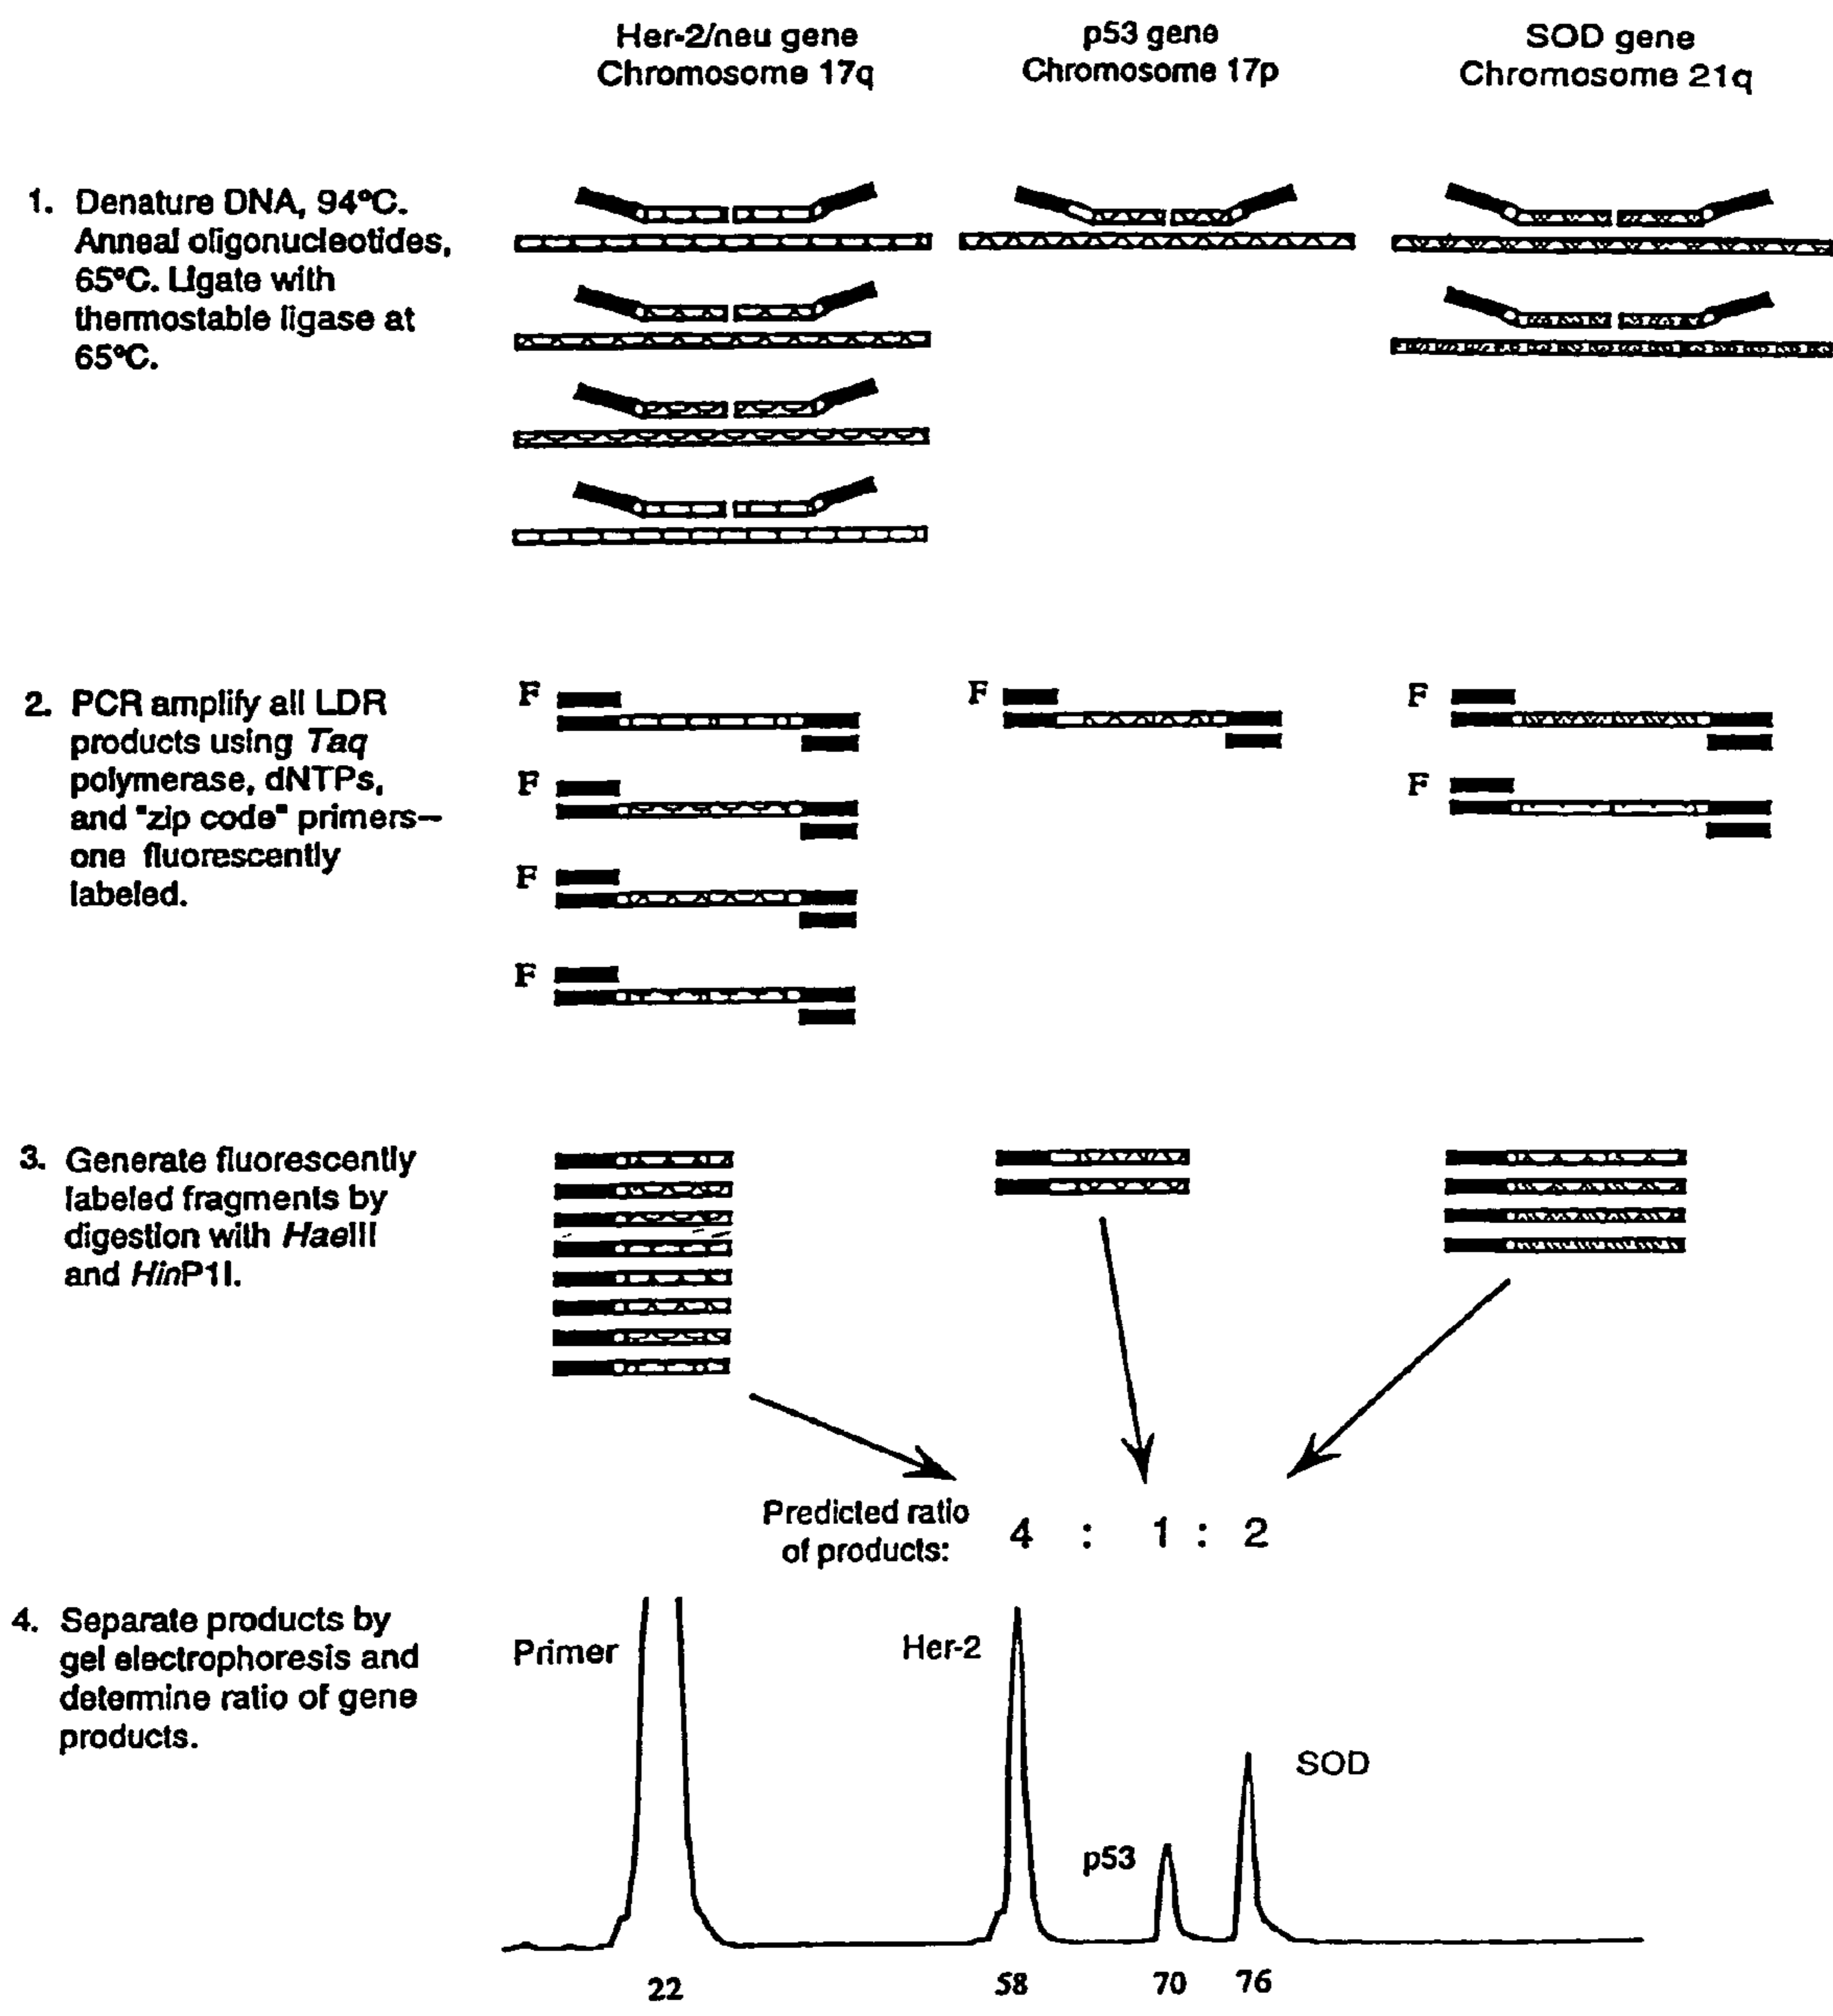 Her-2/neu gene
Chromosome 17q
p53 gene
Chromosome 17p
SOD gene
Chromosome 21q
1. Denature DNA, 94°C.
Anneal oligonucleotides,
65°C. Ligate with
thermostable ligase at
65°C.
2. PCR amplify all LDR
products using Taq
polymerase, dNTPs,
and "zip code" primers—
one fluorescently
labeled.
F
F
F
F
F
F
F
3. Generate fluorescently
labeled fragments by
digestion with HaeIII
and HinP1I.
Predicted ratio
of products:
4 : 1 : 2
4. Separate products by
gel electrophoresis and
determine ratio of gene
products.
Primer
Her-2
p53
SOD
22
58
70
76